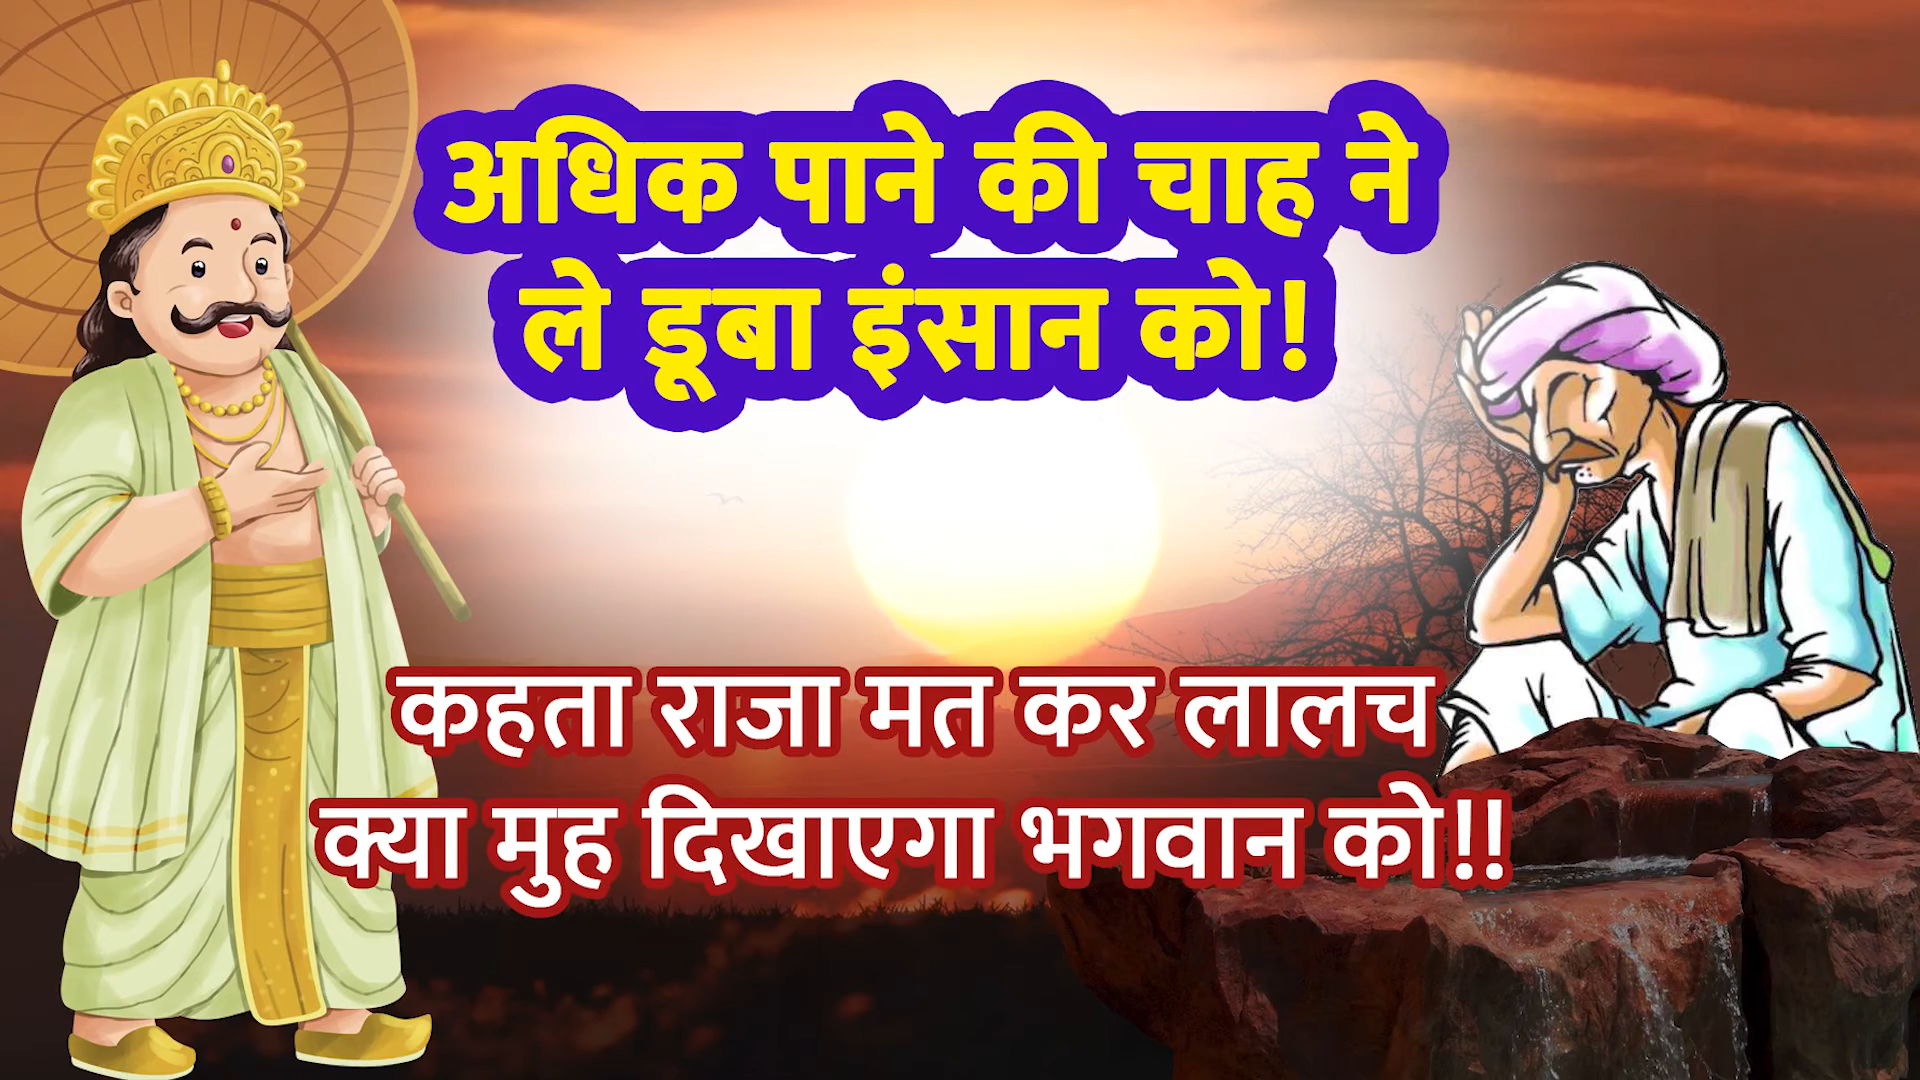 अधिक पाने की चाह ने
ले डूबा इंसान को!
कहता राजा मत कर लालच
क्या मुह दिखाएगा भगवान को!!